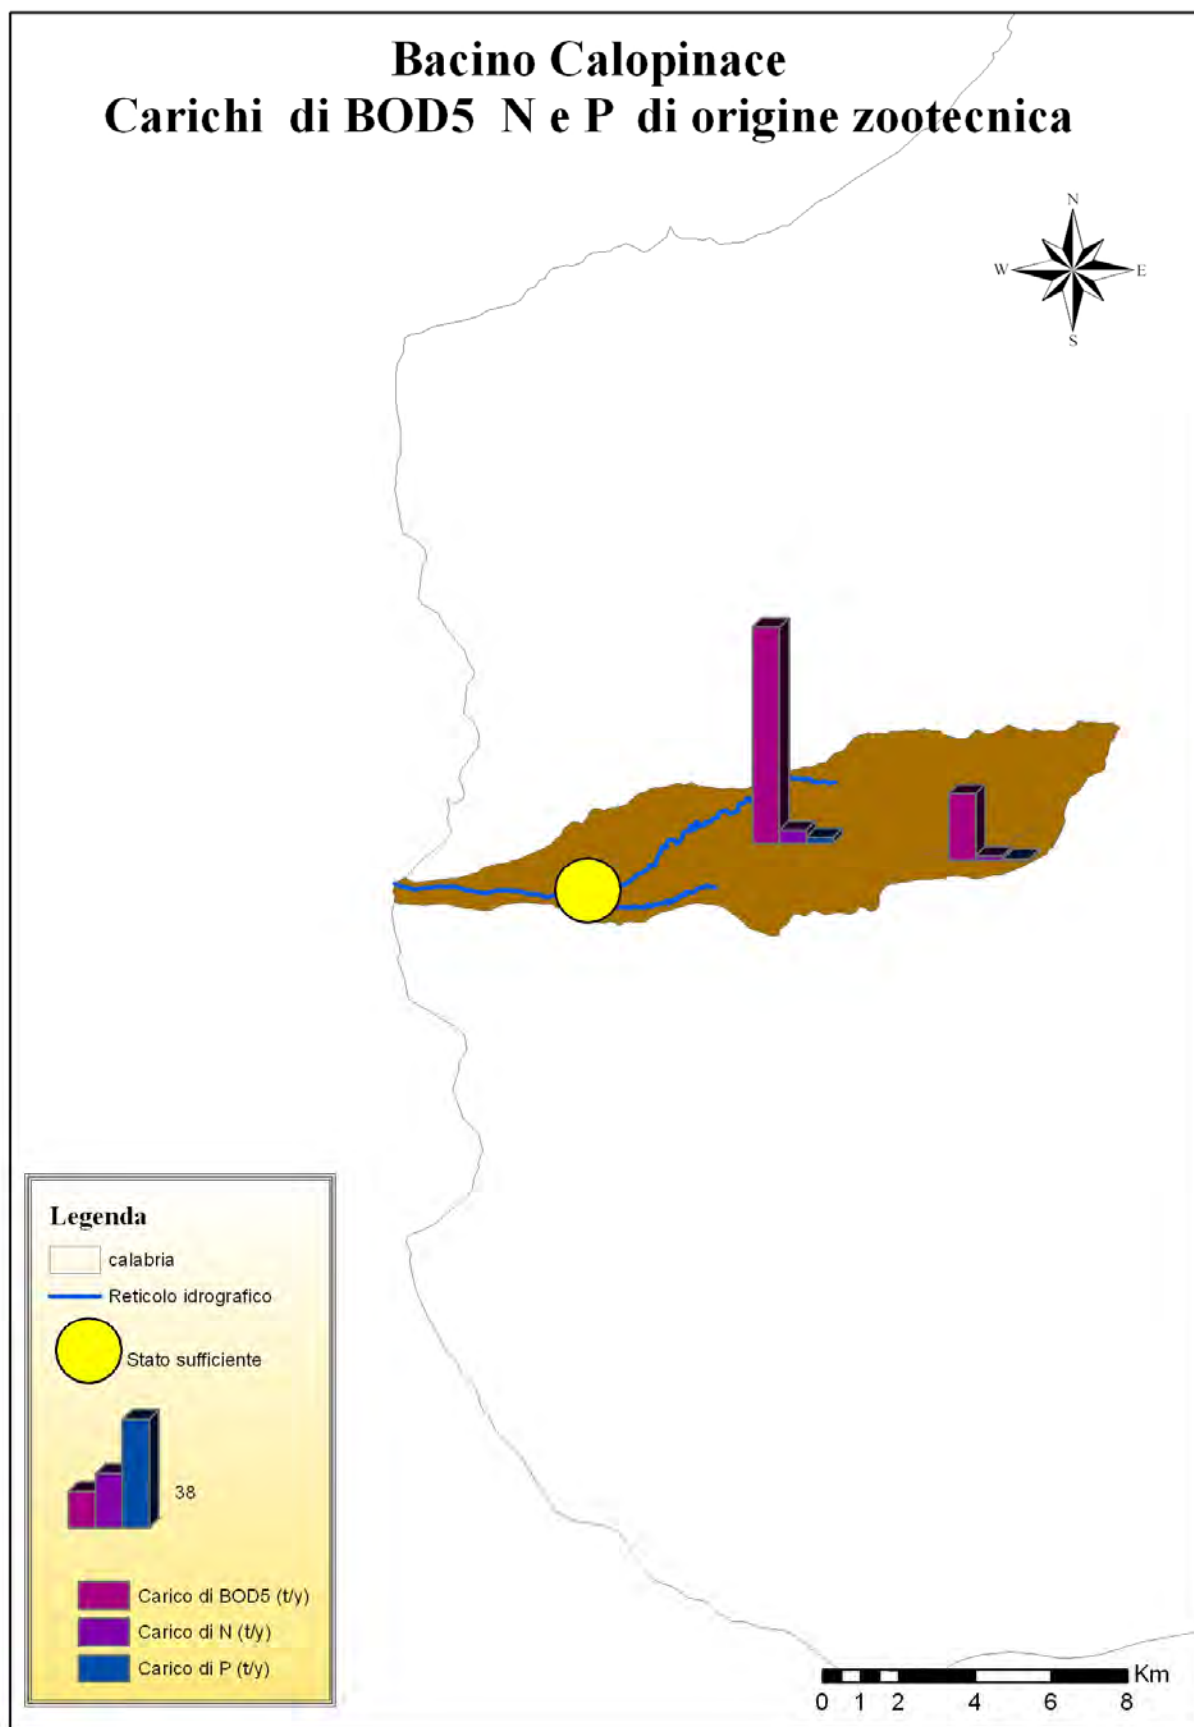 Bacino Calopinace
Carichi di BOD5 N e P di origine zootecnica
N
W E
S
Legenda
calabria
Reticolo idrografico
Stato sufficiente
38
Carico di BOD5 (t/y)
Carico di N (t/y)
Carico di P (t/y)
Km
0 1 2 4 6 8